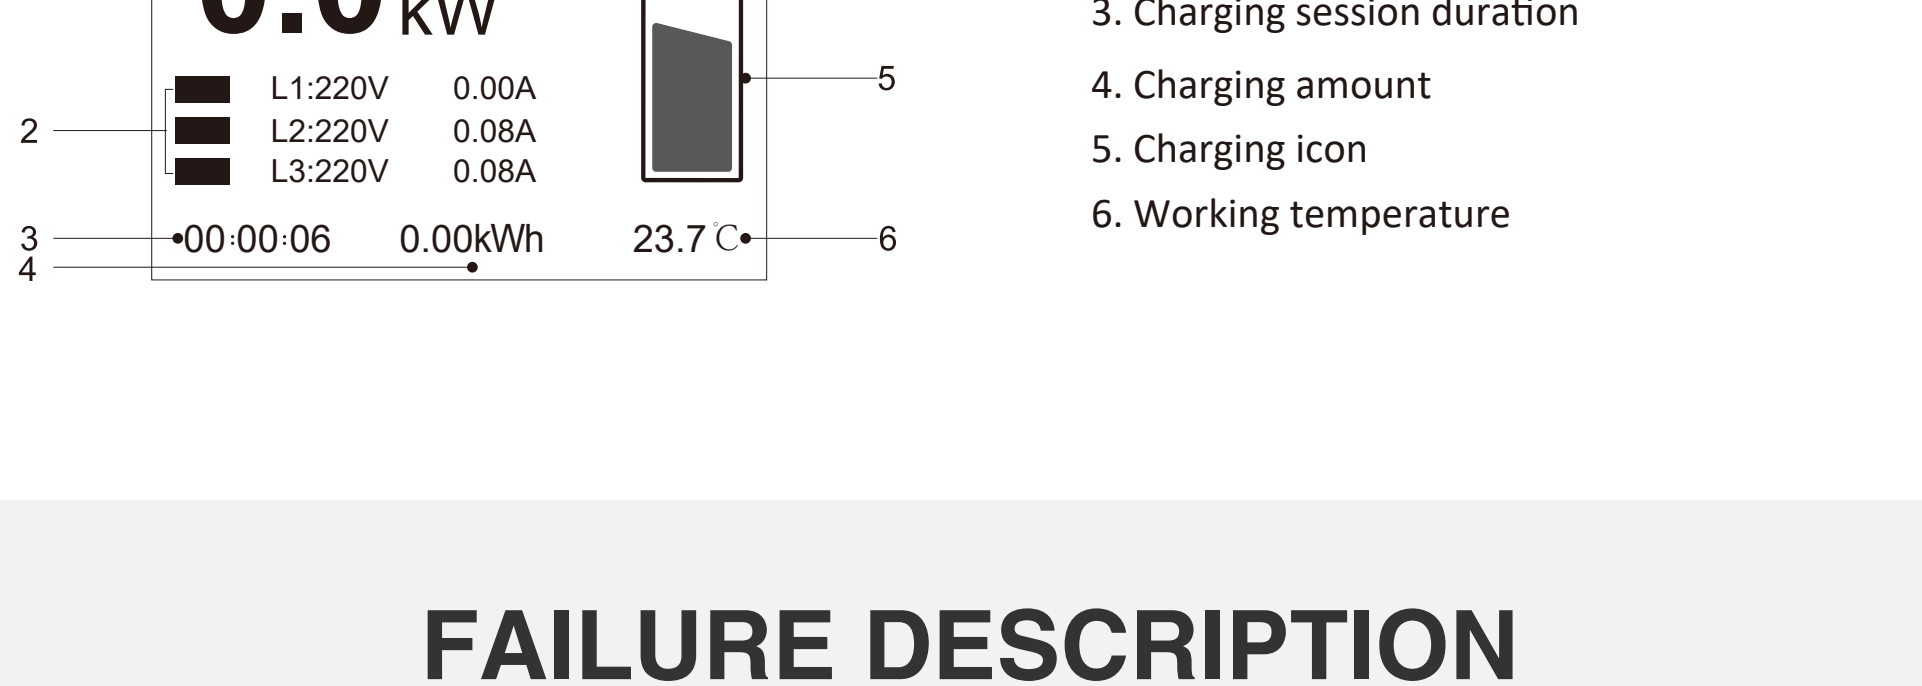 0.0 kW
L1:220V 0.00A
2 L2:220V 0.08A
L3:220V 0.08A
5
3 00:00:06 0.00kWh 23.7℃ 6
4
3. Charging session duration
4. Charging amount
5. Charging icon
6. Working temperature
FAILURE DESCRIPTION